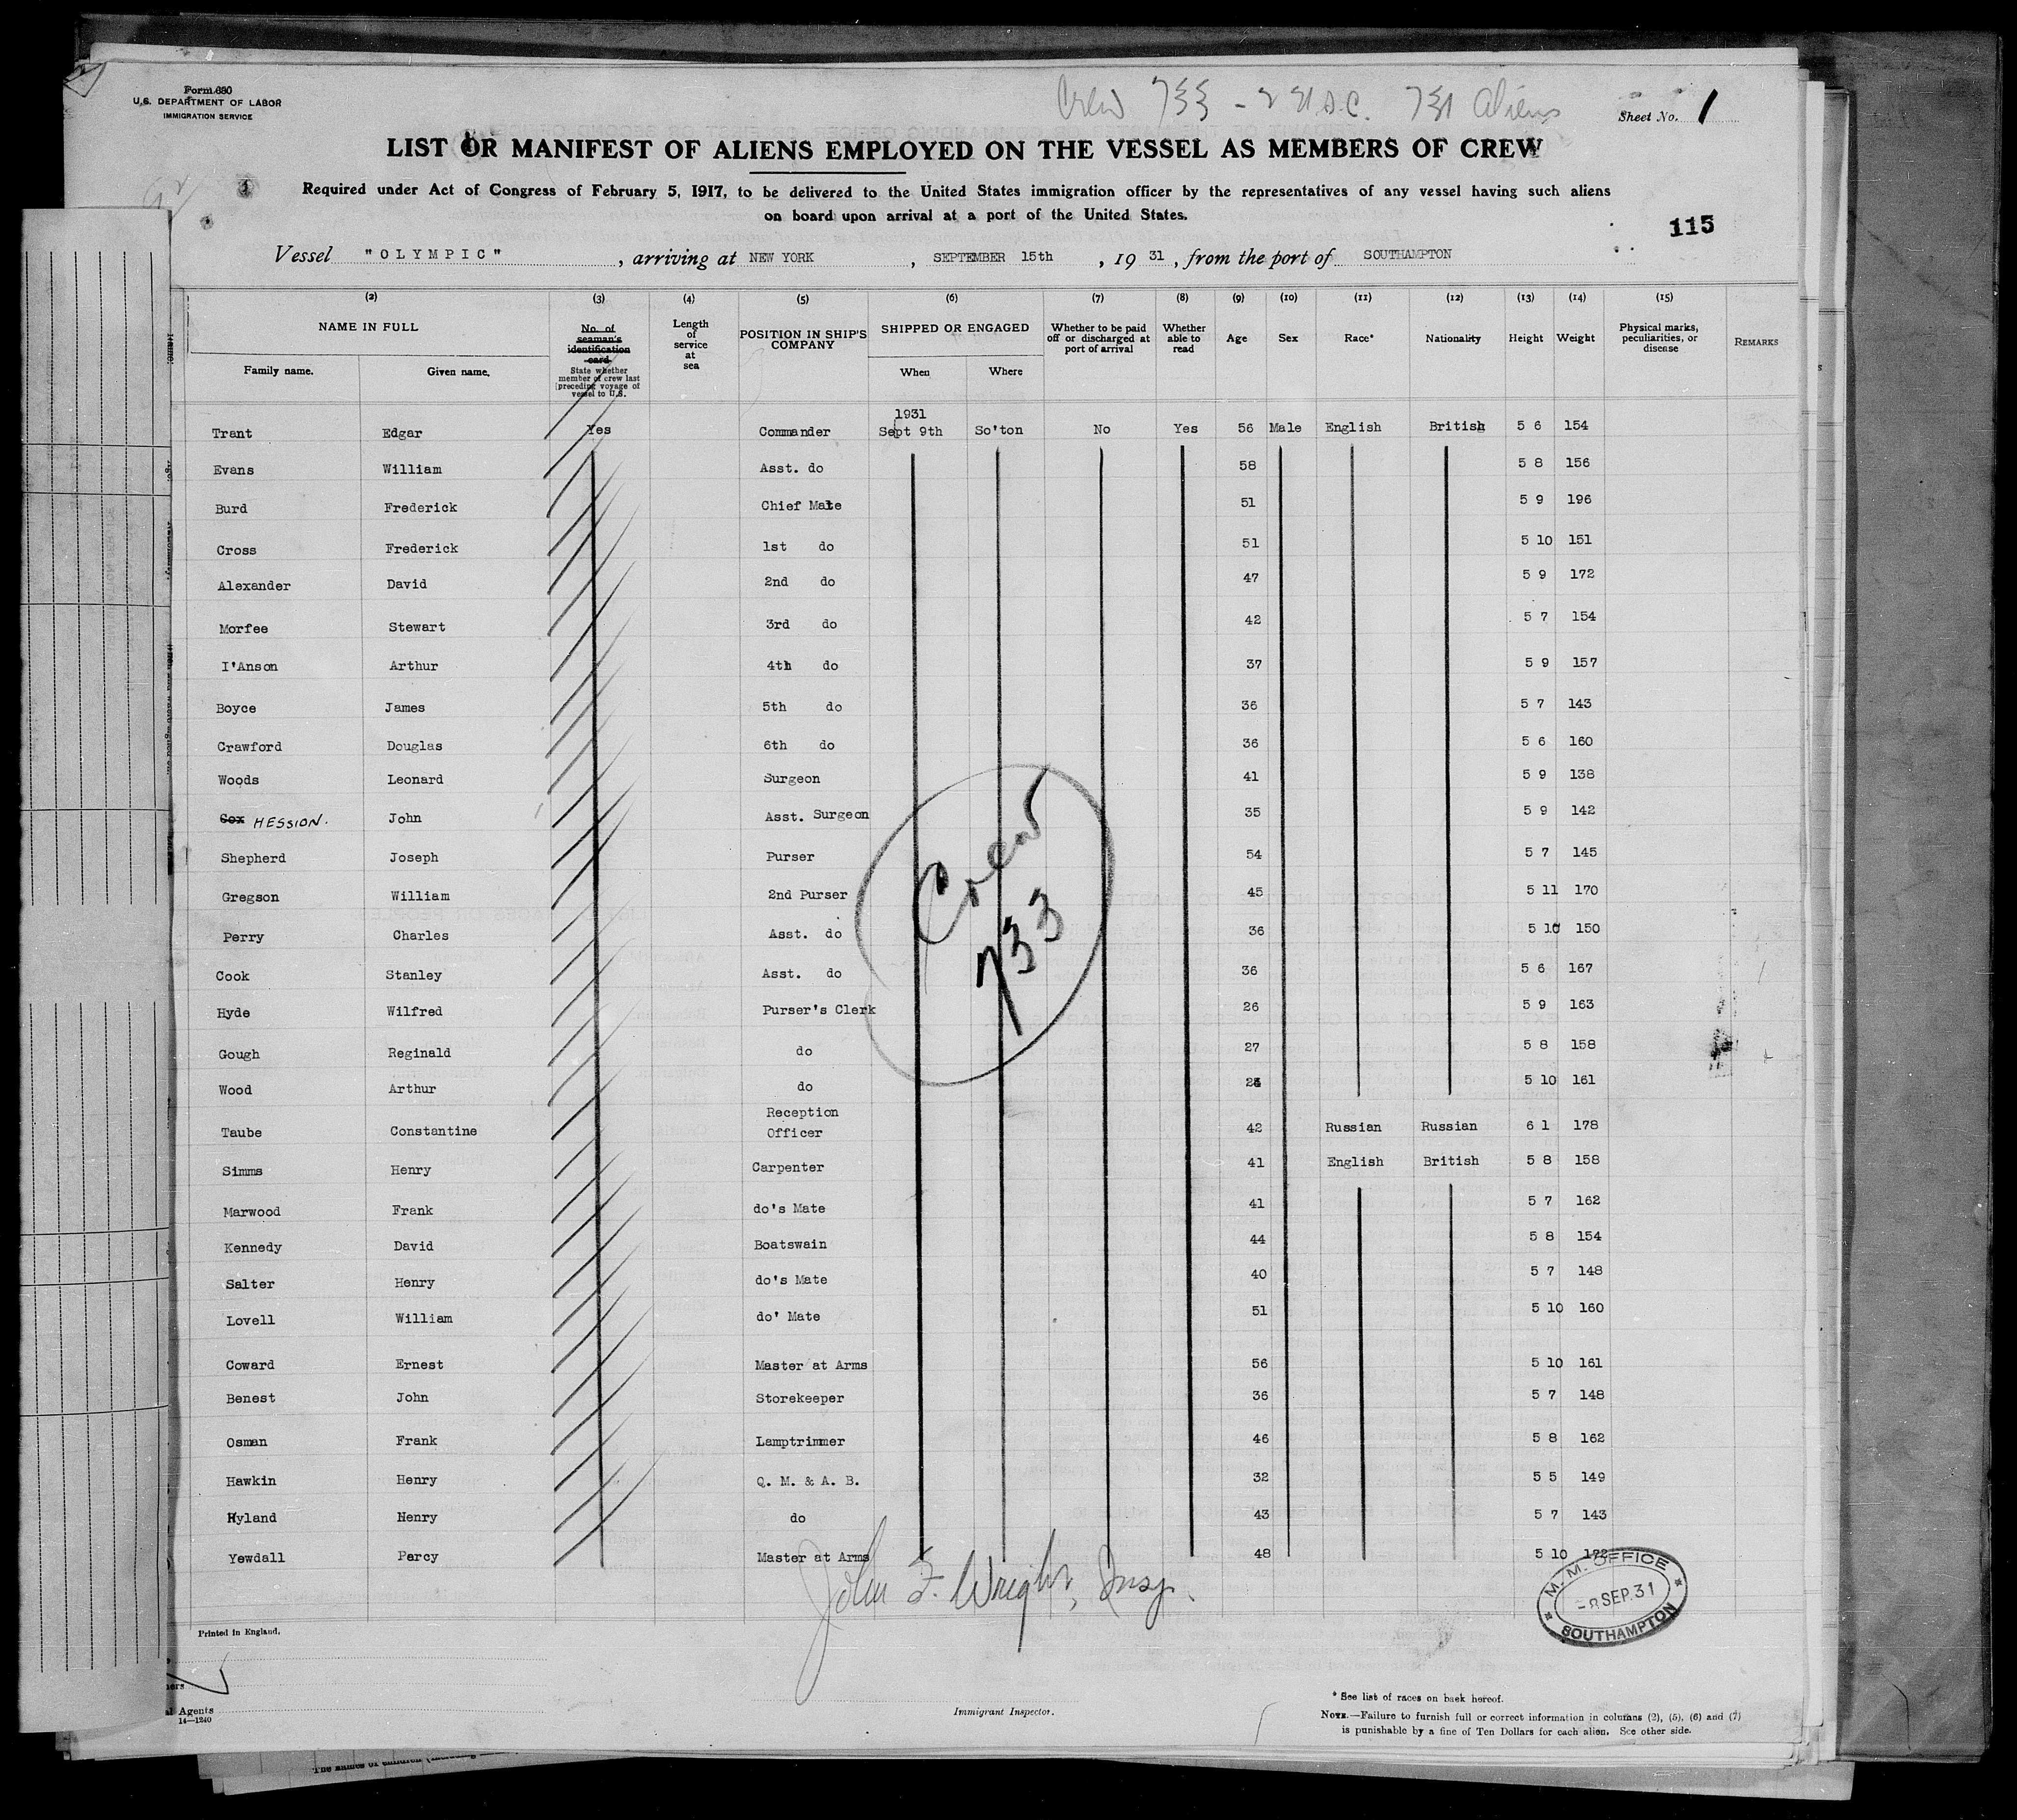 Form 680
U.S. DEPARTMENT OF LABOR
IMMIGRATION SERVICE
Crew 733 - 2 U.S.C. 731 Aliens
Sheet No. 1
LIST OR MANIFEST OF ALIENS EMPLOYED ON THE VESSEL AS MEMBERS OF CREW
Required under Act of Congress of February 5, 1917, to be delivered to the United States immigration officer by the representatives of any vessel having such aliens
on board upon arrival at a port of the United States.
115
Vessel "OLYMPIC", arriving at NEW YORK, SEPTEMBER 15th, 1931, from the port of SOUTHAMPTON
(2) (3) (4) (5) (6) (7) (8) (9) (10) (11) (12) (13) (14) (15)
NAME IN FULL
Family name. Given name.
No. of seaman's identification card
State whether member of crew last preceding voyage of vessel to U.S.
Length of service at sea
POSITION IN SHIP'S COMPANY
SHIPPED OR ENGAGED
When Where
Whether to be paid off or discharged at port of arrival
Whether able to read
Age Sex Race* Nationality Height Weight
Physical marks, peculiarities, or disease
REMARKS
1931
Trant Edgar Yes Commander Sept 9th So'ton No Yes 56 Male English British 5 6 154
Evans William Asst. do 58 5 8 156
Burd Frederick Chief Mate 51 5 9 196
Cross Frederick 1st do 51 5 10 151
Alexander David 2nd do 47 5 9 172
Morfee Stewart 3rd do 42 5 7 154
I'Anson Arthur 4th do 37 5 9 157
Boyce James 5th do 36 5 7 143
Crawford Douglas 6th do 36 5 6 160
Woods Leonard Surgeon 41 5 9 138
Cox HESSION. John Asst. Surgeon 35 5 9 142
Shepherd Joseph Purser 54 5 7 145
Gregson William 2nd Purser 45 5 11 170
Perry Charles Asst. do 36 5 10 150
Cook Stanley Asst. do 36 5 6 167
Hyde Wilfred Purser's Clerk 26 5 9 163
Gough Reginald do 27 5 8 158
Wood Arthur do 5 10 161
Taube Constantine Reception Officer 42 Russian Russian 6 1 178
Simms Henry Carpenter 41 English British 5 8 158
Marwood Frank do's Mate 41 5 7 162
Kennedy David Boatswain 44 5 8 154
Salter Henry do's Mate 40 5 7 148
Lovell William do' Mate 51 5 10 160
Coward Ernest Master at Arms 56 5 10 161
Benest John Storekeeper 36 5 7 148
Osman Frank Lamptrimmer 46 5 8 162
Hawkin Henry Q. M. & A. B. 32 5 5 149
Hyland Henry do 43 5 7 143
Yewdall Percy Master at Arms 48 5 10 172
Crew
733
John F. Wright, Insp.
M. M. OFFICE
-8 SEP. 31
SOUTHAMPTON
Printed in England.
Agents
14—1240
Immigrant Inspector.
* See list of races on back hereof.
NOTE.—Failure to furnish full or correct information in columns (2), (5), (6) and (7)
is punishable by a fine of Ten Dollars for each alien. See other side.